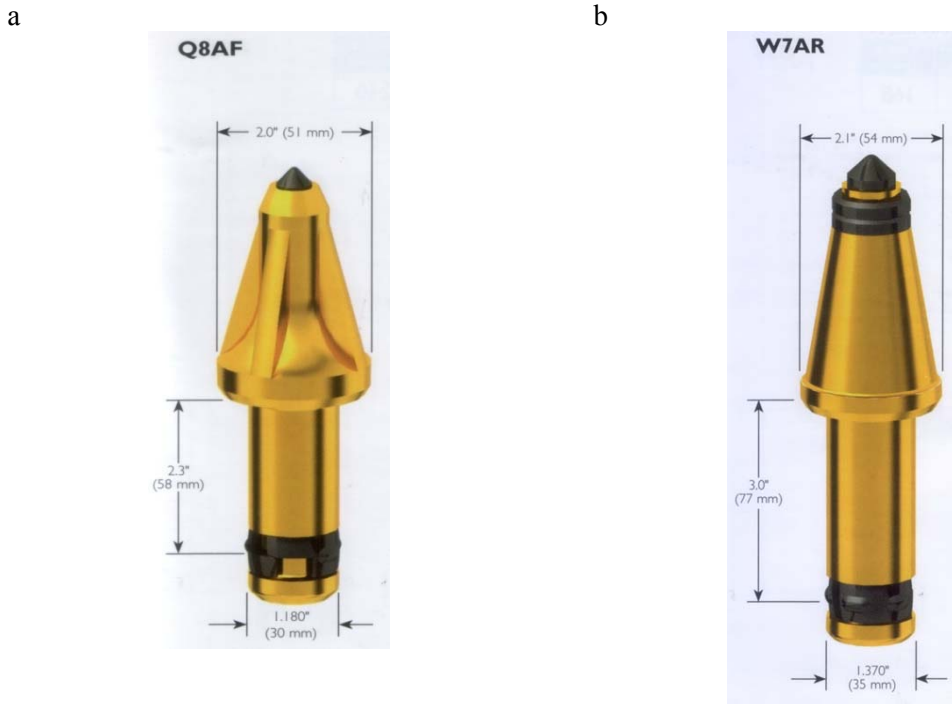 a
b
Q8AF
W7AR
2.0" (51 mm)
2.1" (54 mm)
2.3"
(58 mm)
3.0"
(77 mm)
1.180"
(30 mm)
1.370"
(35 mm)